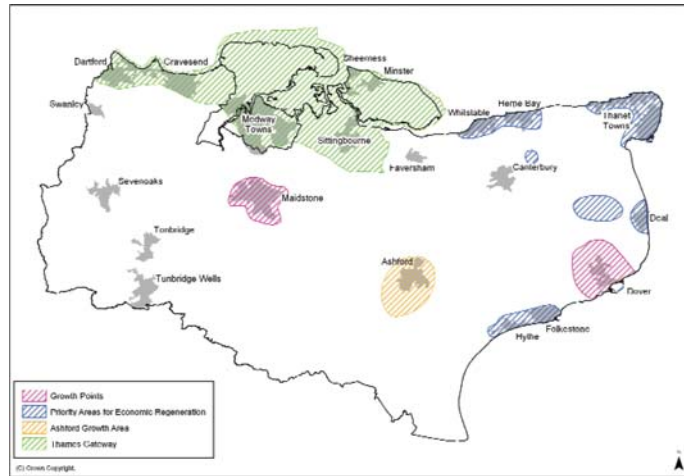 Dartford
Gravesend
Sheerness
Minster
Swanley
Medway
Towns
Sittingbourne
Whitstable
Herne Bay
Thanet
Towns
Faversham
Canterbury
Sevenoaks
Maidstone
Deal
Tonbridge
Ashford
Tunbridge Wells
Dover
Folkestone
Hythe
Growth Points
Priority Areas for Economic Regeneration
Ashford Growth Area
Thames Gateway
(C) Crown Copyright.